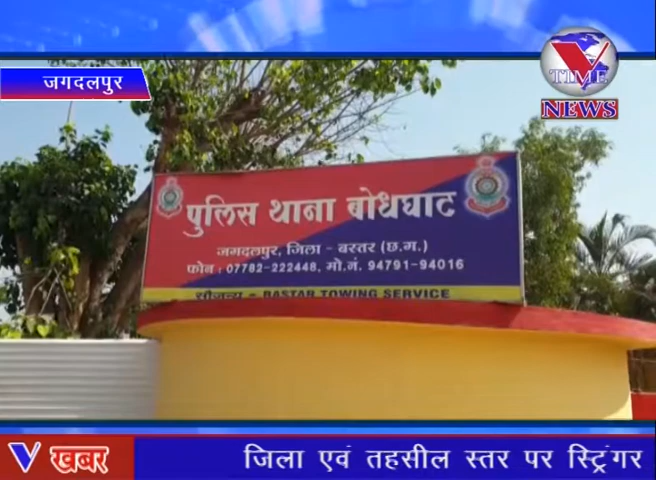 जगदलपुर
V TIME
NEWS
पुलिस थाना बोधघाट
जगदलपुर, जिला - बस्तर (छ.ग.)
फोन : 07782-222448, मो.नं. 94791-94016
सौजन्य - BASTAR TOWING SERVICE
V खबर
जिला एवं तहसील स्तर पर स्ट्रिंगर